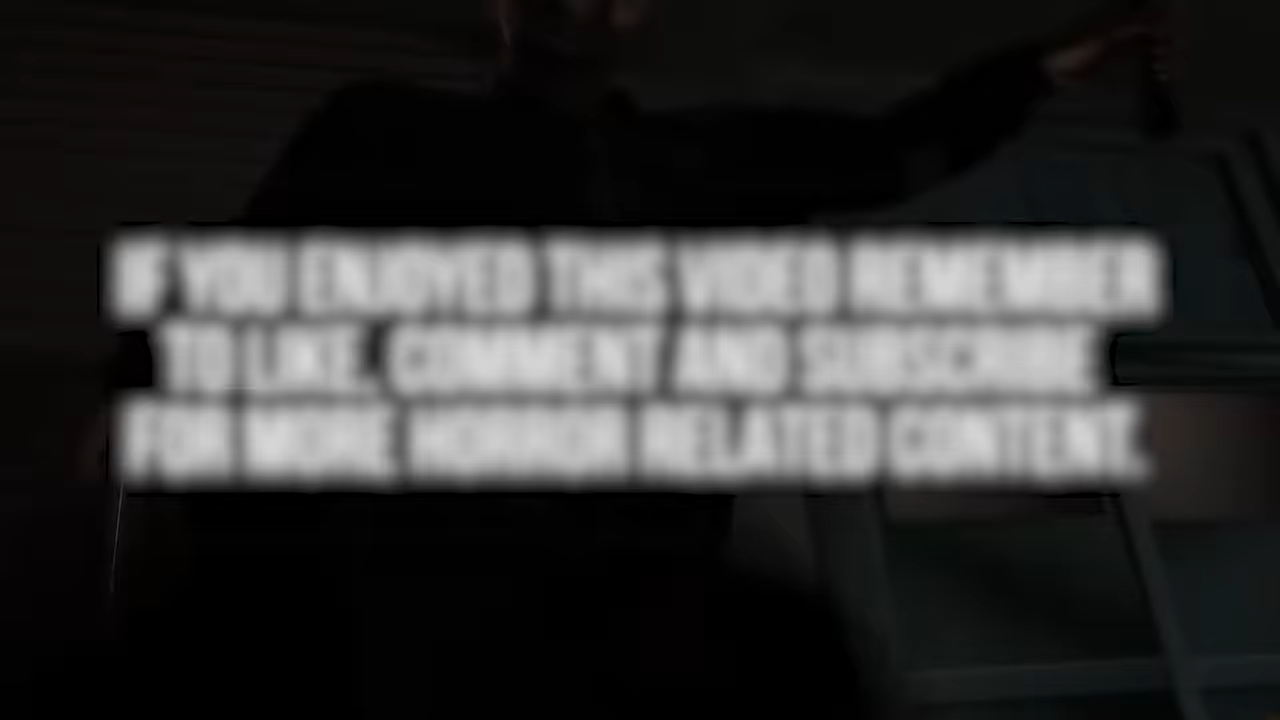 IF YOU ENJOYED THIS VIDEO REMEMBER
TO LIKE, COMMENT AND SUBSCRIBE
FOR MORE HORROR RELATED CONTENT.